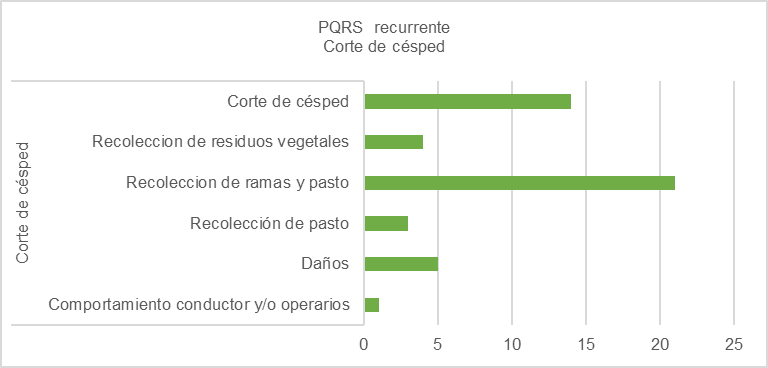 PQRS recurrente
Corte de césped
Corte de césped
Corte de césped
Recoleccion de residuos vegetales
Recoleccion de ramas y pasto
Recolección de pasto
Daños
Comportamiento conductor y/o operarios
0 5 10 15 20 25